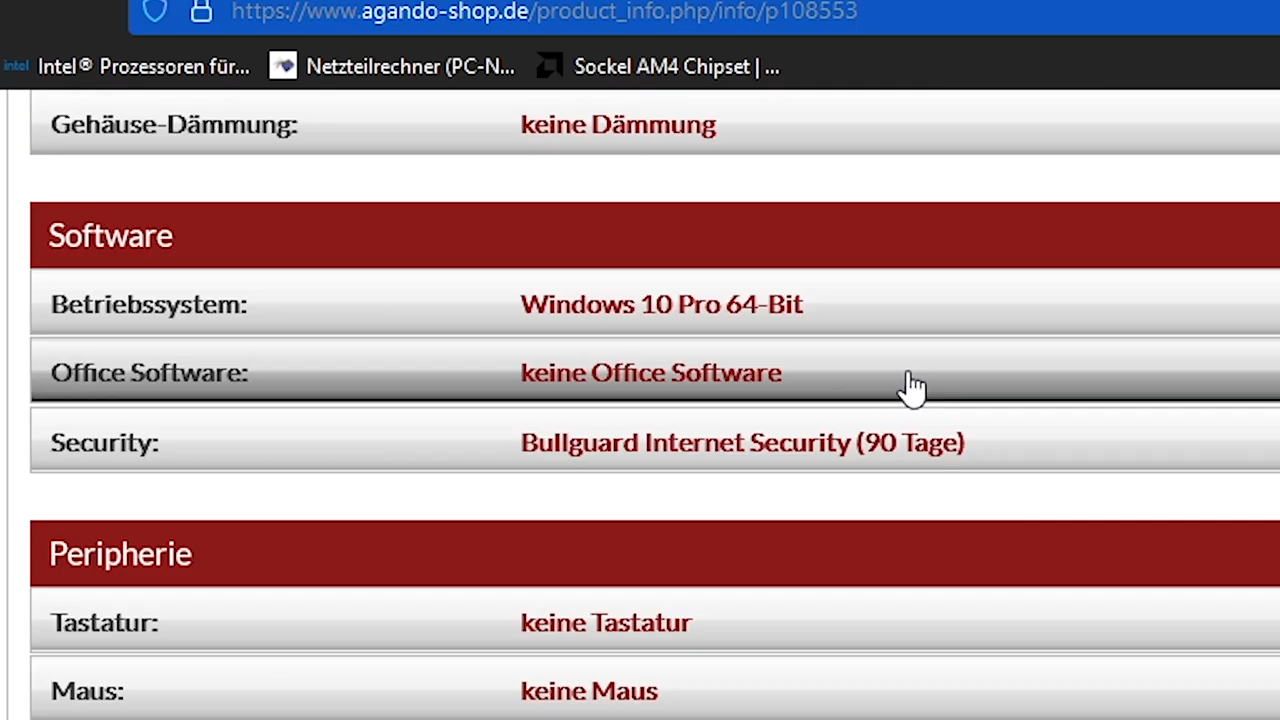 https://www.agando-shop.de/product_info.php/info/p108553
intel Intel® Prozessoren für... Netzteilrechner (PC-N... Sockel AM4 Chipset | ...
Gehäuse-Dämmung: keine Dämmung
Software
Betriebssystem: Windows 10 Pro 64-Bit
Office Software: keine Office Software
Security: Bullguard Internet Security (90 Tage)
Peripherie
Tastatur: keine Tastatur
Maus: keine Maus